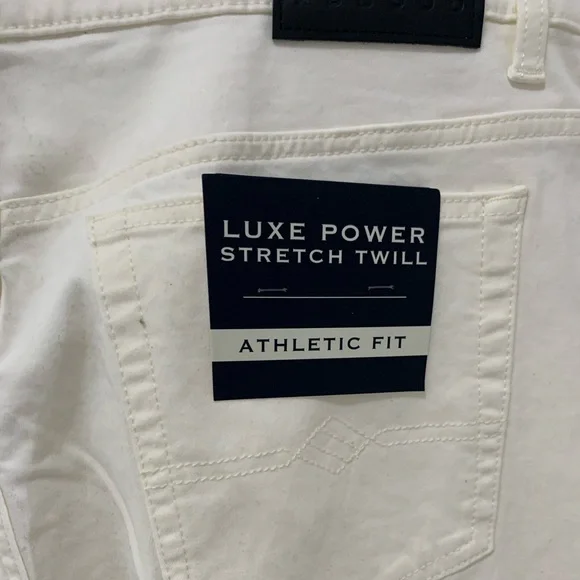 LUXE POWER
STRETCH TWILL
ATHLETIC FIT